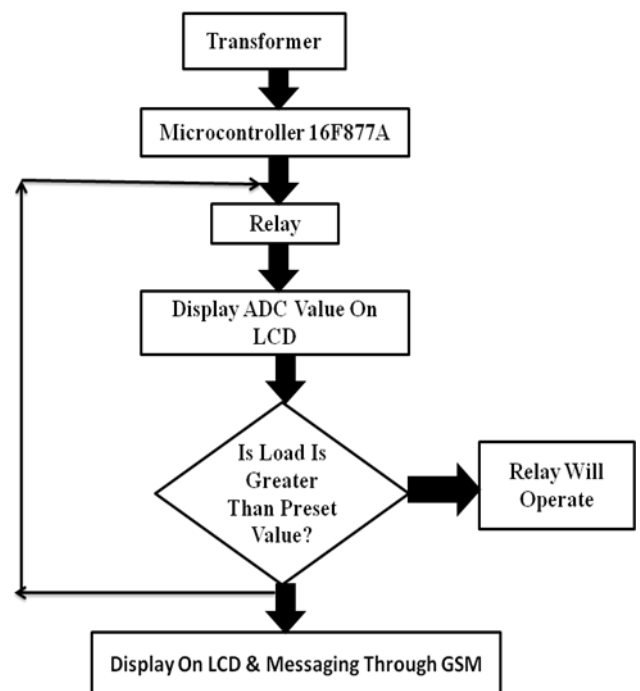 Transformer
Microcontroller 16F877A
Relay
Display ADC Value On
LCD
Is Load Is
Greater
Than Preset
Value?
Relay Will
Operate
Display On LCD & Messaging Through GSM